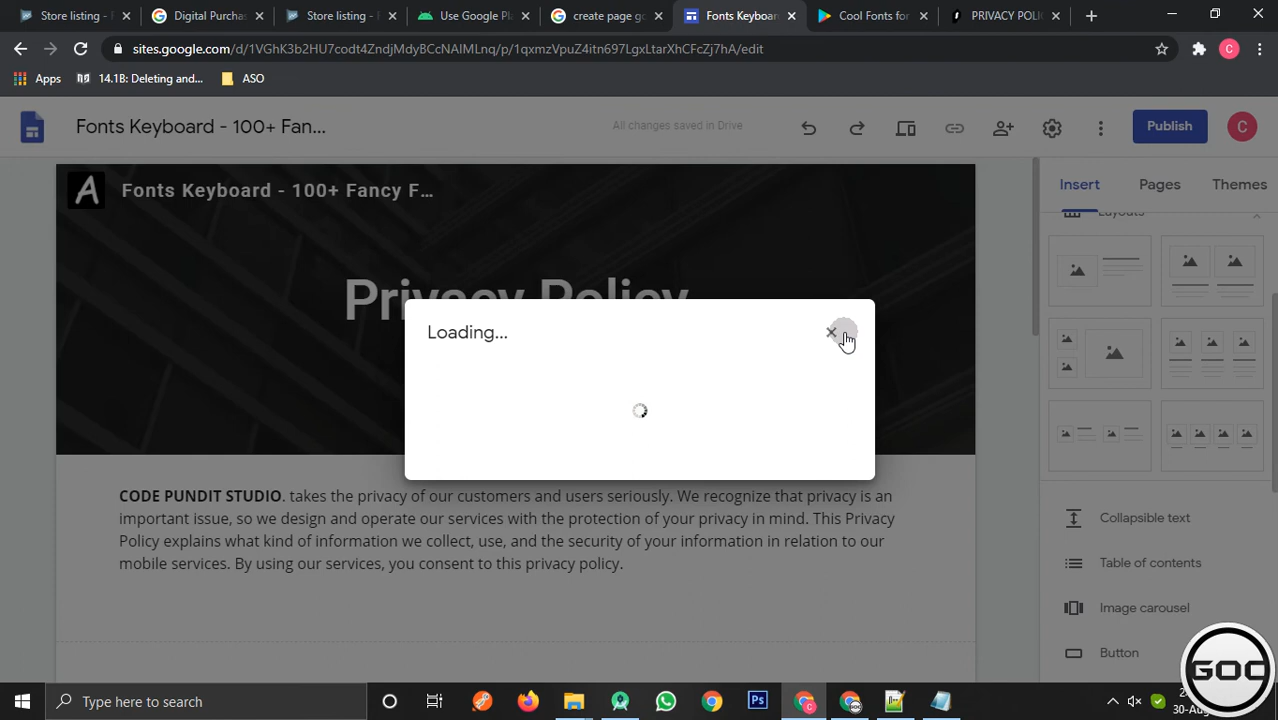 Store listing - F
Digital Purcha
Store listing - F
Use Google Pl
create page go
Fonts Keyboar
Cool Fonts for
PRIVACY POLI
sites.google.com/d/1VGhK3b2HU7codt4ZndjMdyBCcNAIMLnq/p/1qxmzVpuZ4itn697LgxLtarXhCFcZj7hA/edit
C
Apps
14.1B: Deleting and...
ASO
Fonts Keyboard - 100+ Fan...
All changes saved in Drive
Publish
C
A
Fonts Keyboard - 100+ Fancy F...
Insert
Pages
Themes
Layouts
Privacy Policy
Loading...
CODE PUNDIT STUDIO. takes the privacy of our customers and users seriously. We recognize that privacy is an
important issue, so we design and operate our services with the protection of your privacy in mind. This Privacy
Policy explains what kind of information we collect, use, and the security of your information in relation to our
mobile services. By using our services, you consent to this privacy policy.
Collapsible text
Table of contents
Image carousel
Button
GOC
Type here to search
30-Aug